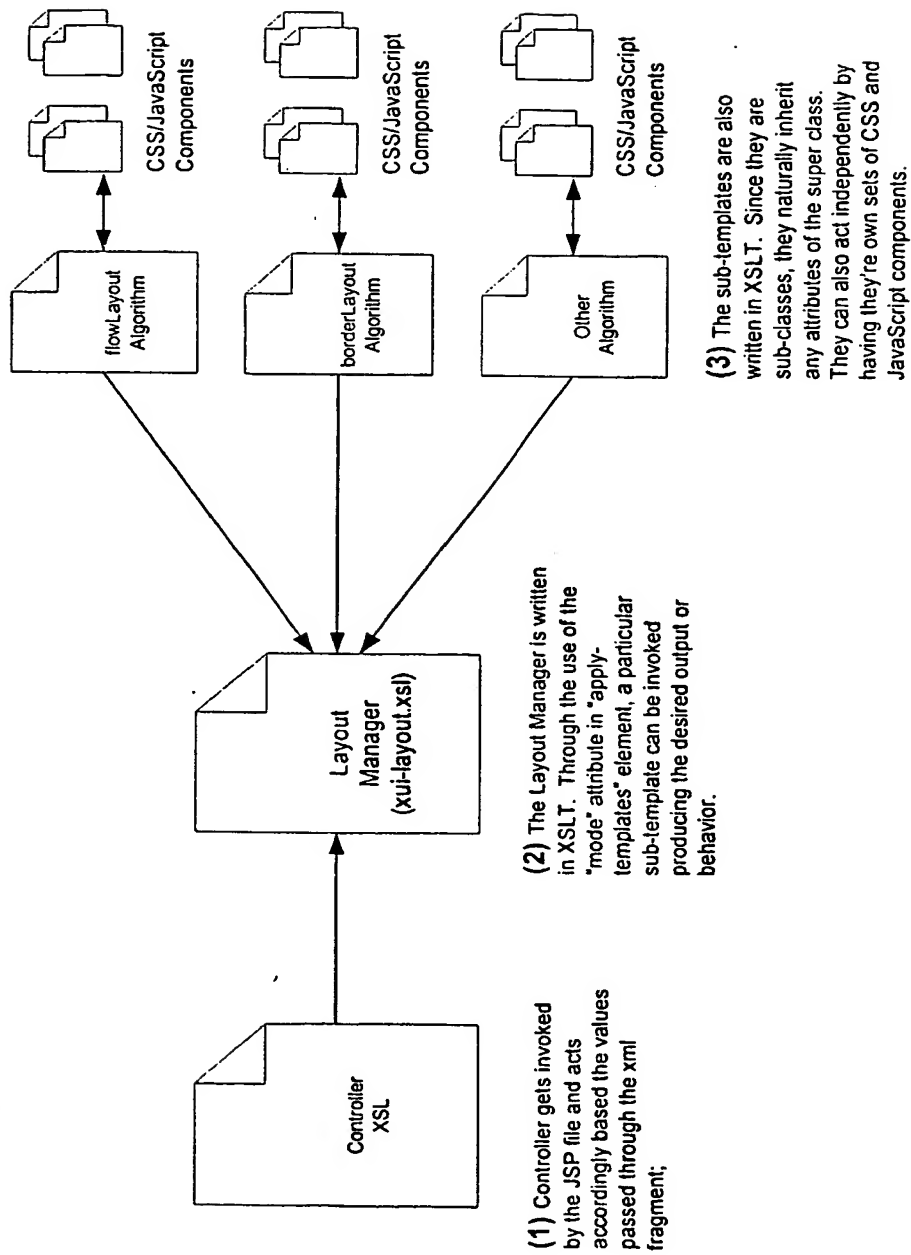 Controller
XSL
(1) Controller gets invoked
by the JSP file and acts
accordingly based the values
passed through the xml
fragment;
Layout
Manager
(xui-layout.xsl)
(2) The Layout Manager is written
in XSLT. Through the use of the
"mode" attribute in "apply-
templates" element, a particular
sub-template can be invoked
producing the desired output or
behavior.
flowLayout
Algorithm
CSS/JavaScript
Components
borderLayout
Algorithm
CSS/JavaScript
Components
Other
Algorithm
CSS/JavaScript
Components
(3) The sub-templates are also
written in XSLT. Since they are
sub-classes, they naturally inherit
any attributes of the super class.
They can also act independenlly by
having they're own sets of CSS and
JavaScript components.